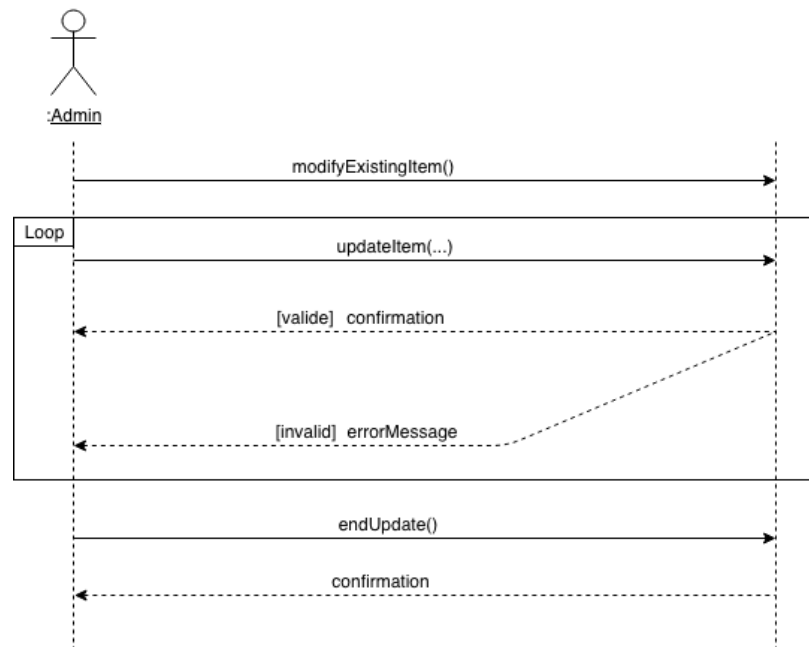 :Admin
modifyExistingItem()
Loop
updateItem(...)
[valide] confirmation
[invalid] errorMessage
endUpdate()
confirmation